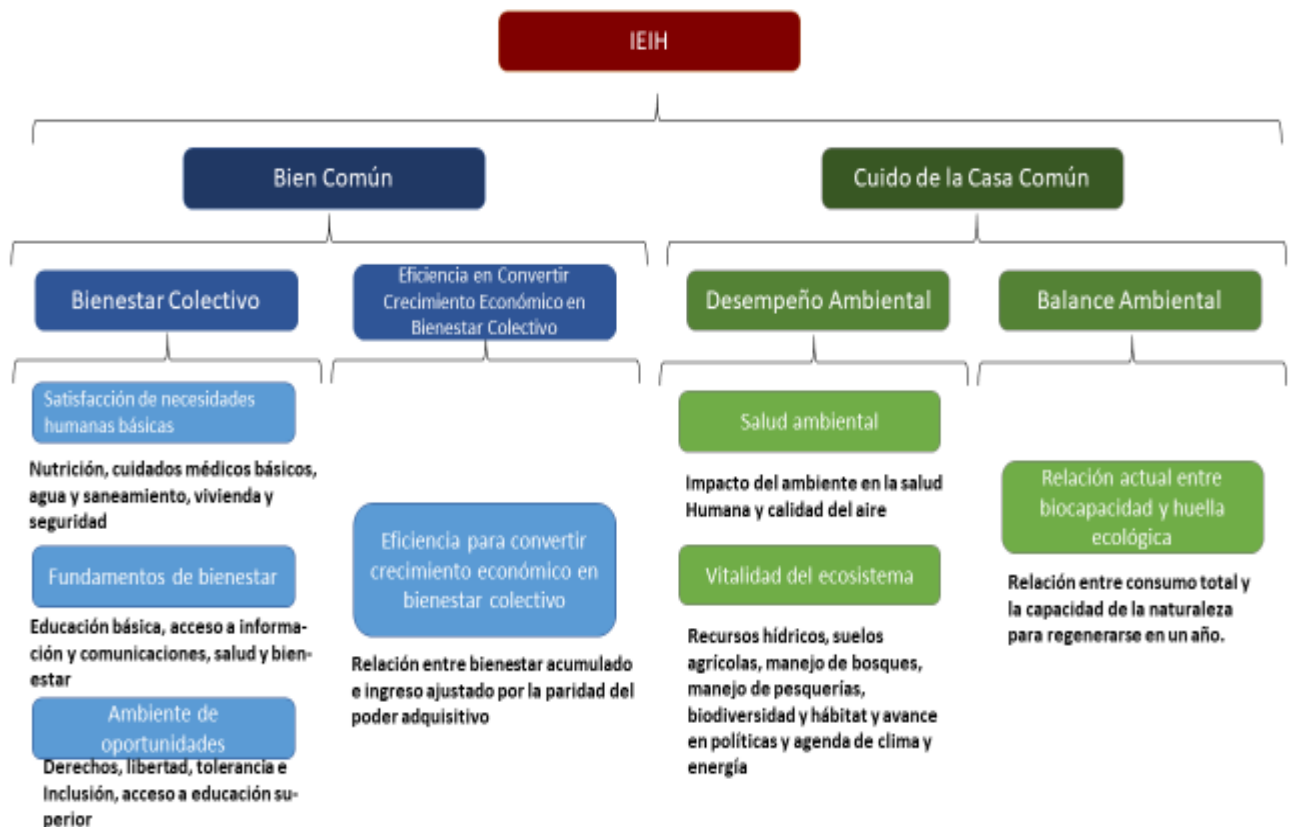 IEIH
Bien Común
Cuido de la Casa Común
Bienestar Colectivo
Eficiencia en Convertir
Crecimiento Económico en
Bienestar Colectivo
Desempeño Ambiental
Balance Ambiental
Satisfacción de necesidades
humanas básicas
Nutrición, cuidados médicos básicos,
agua y saneamiento, vivienda y
seguridad
Fundamentos de bienestar
Educación básica, acceso a informa-
ción y comunicaciones, salud y bien-
estar
Ambiente de
oportunidades
Derechos, libertad, tolerancia e
Inclusión, acceso a educación su-
perior
Eficiencia para convertir
crecimiento económico en
bienestar colectivo
Relación entre bienestar acumulado
e ingreso ajustado por la paridad del
poder adquisitivo
Salud ambiental
Impacto del ambiente en la salud
Humana y calidad del aire
Vitalidad del ecosistema
Recursos hídricos, suelos
agrícolas, manejo de bosques,
manejo de pesquerías,
biodiversidad y hábitat y avance
en políticas y agenda de clima y
energía
Relación actual entre
biocapacidad y huella
ecológica
Relación entre consumo total y
la capacidad de la naturaleza
para regenerarse en un año.